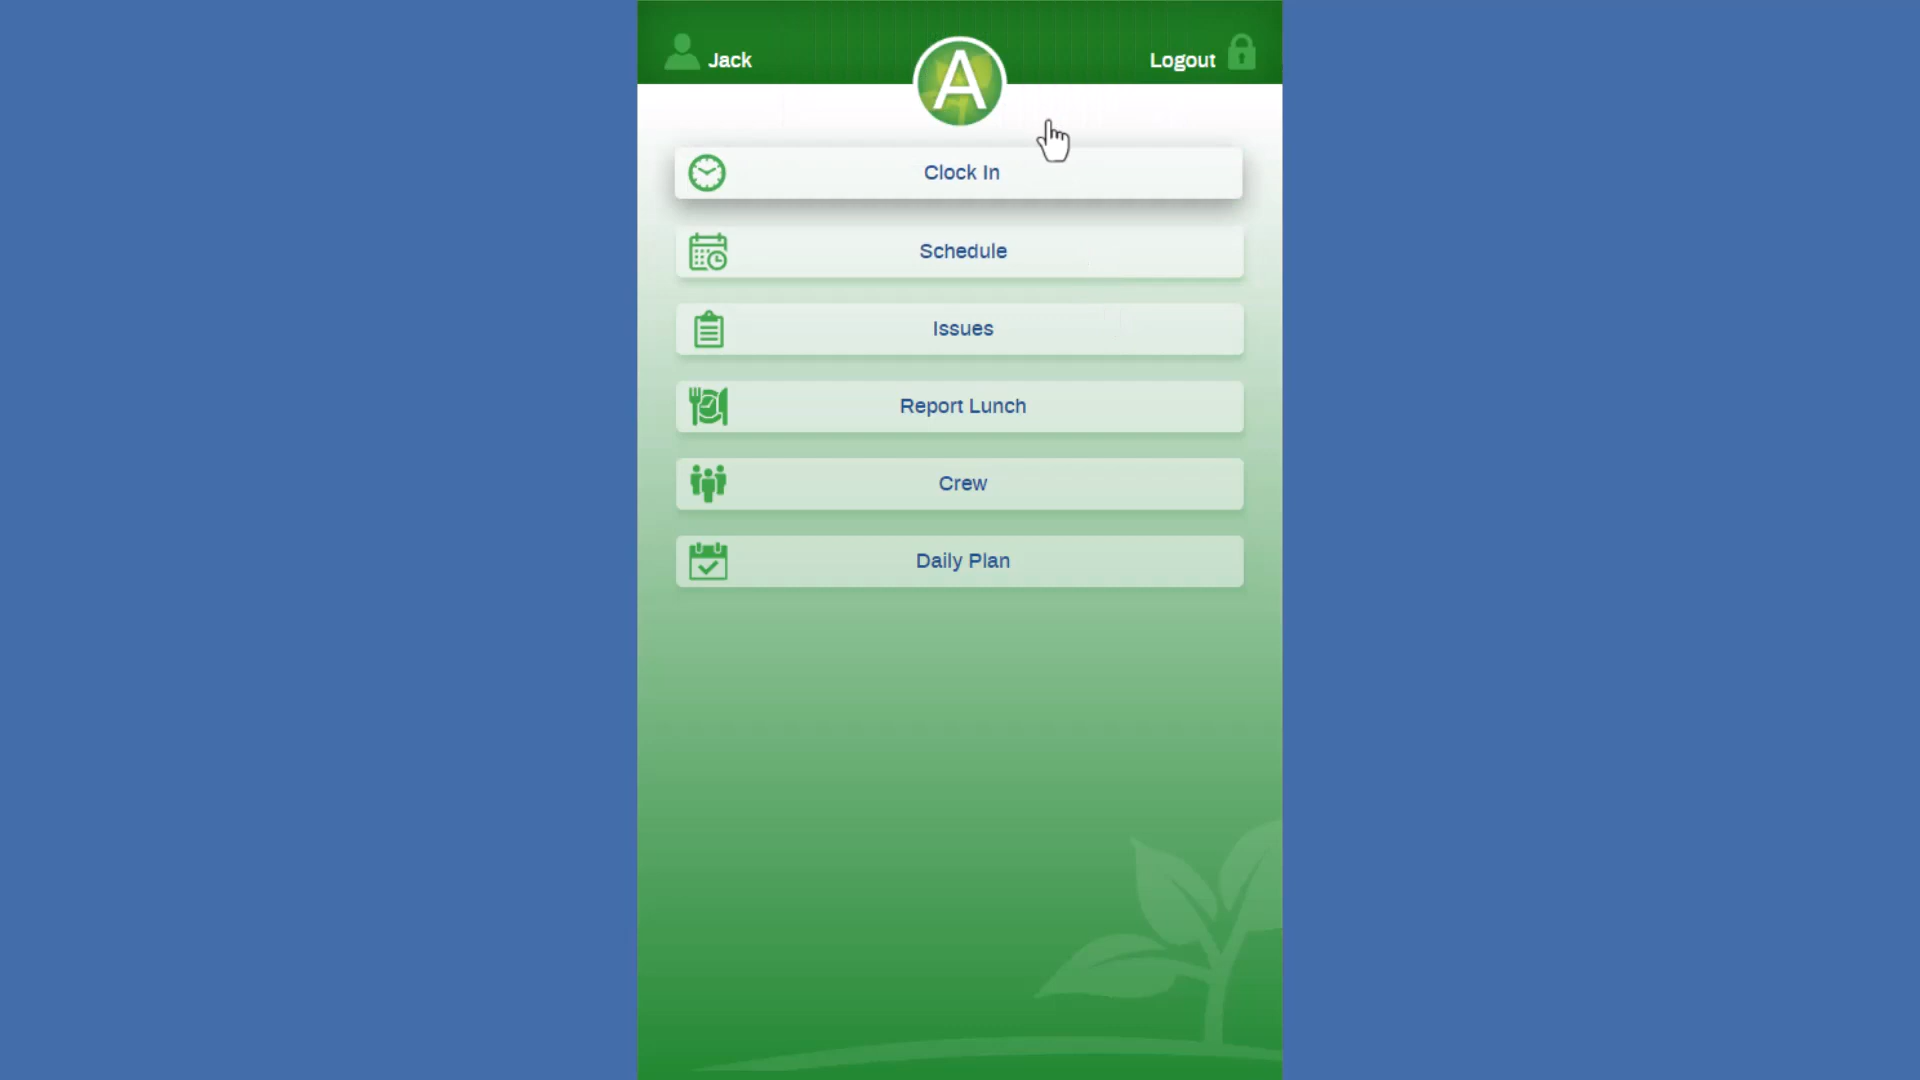 Jack
A
Logout
Clock In
Schedule
Issues
Report Lunch
Crew
Daily Plan